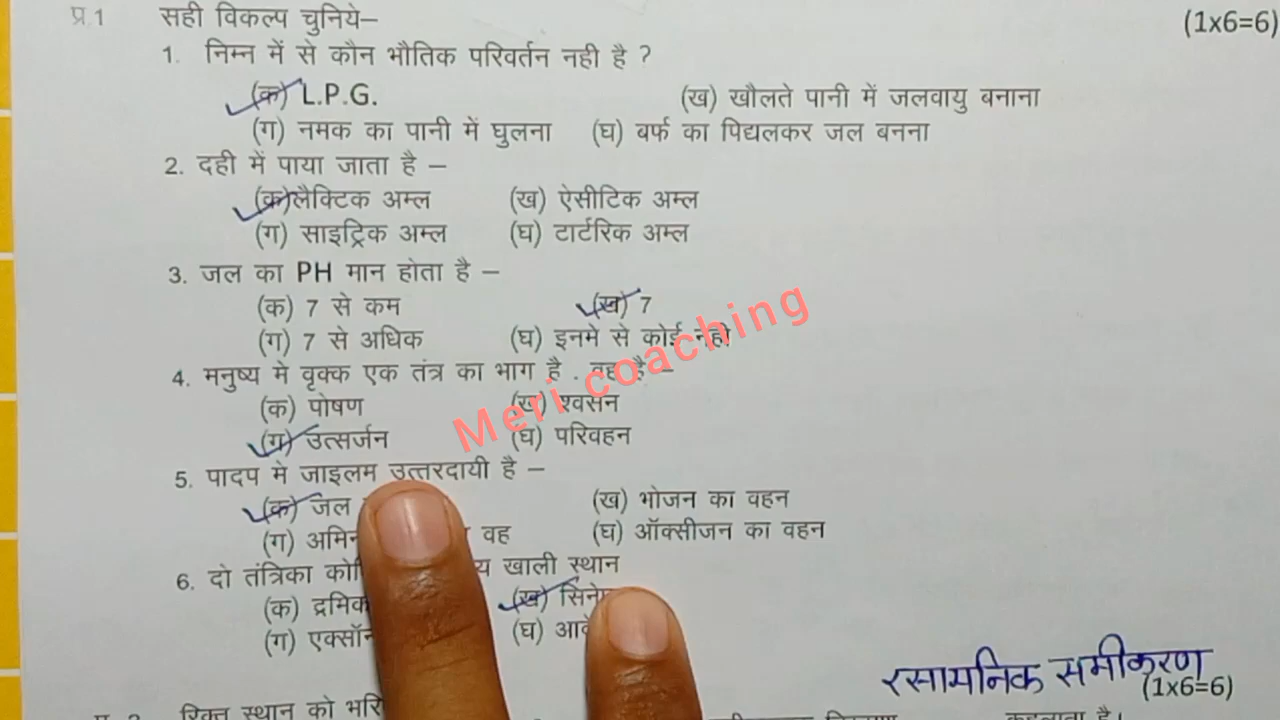 प्र.1 सही विकल्प चुनिये– (1x6=6)
1. निम्न में से कौन भौतिक परिवर्तन नही है ?
(क) L.P.G. (ख) खौलते पानी में जलवायु बनाना
(ग) नमक का पानी में घुलना (घ) बर्फ का पिद्यलकर जल बनना
2. दही में पाया जाता है –
(क) लैक्टिक अम्ल (ख) ऐसीटिक अम्ल
(ग) साइट्रिक अम्ल (घ) टार्टरिक अम्ल
3. जल का PH मान होता है –
(क) 7 से कम (ख) 7
(ग) 7 से अधिक (घ) इनमे से कोई नही
4. मनुष्य मे वृक्क एक तंत्र का भाग है . वह है –
(क) पोषण (ख) श्वसन
(ग) उत्सर्जन (घ) परिवहन
Meri coaching
5. पादप मे जाइलम उत्तरदायी है –
(क) जल (ख) भोजन का वहन
(ग) वह (घ) ऑक्सीजन का वहन
6. दो तंत्रिका खाली स्थान
(क) (ख)
(ग) (घ)
रसायनिक समीकरण
(1x6=6)
रिक्त स्थान को